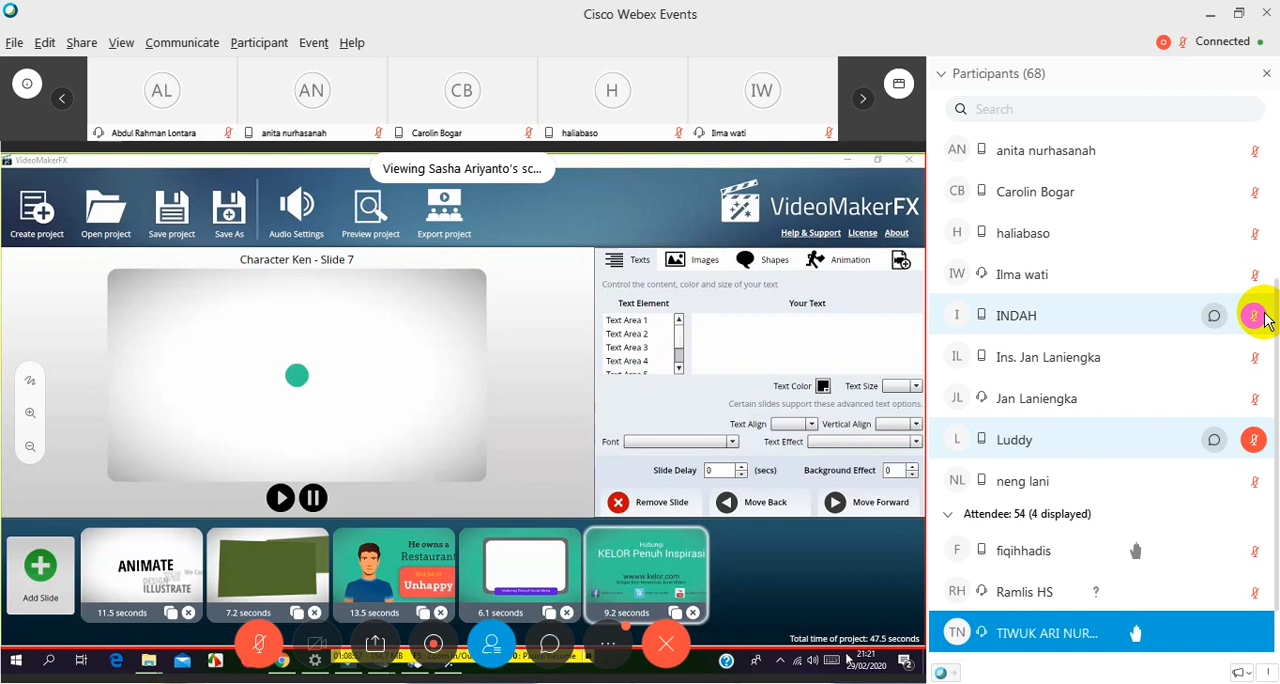 Cisco Webex Events
File Edit Share View Communicate Participant Event Help
Connected
AL AN CB H IW
Abdul Rahman Lontara anita nurhasanah Carolin Bogar haliabaso Ilma wati
VideoMakerFX
Viewing Sasha Ariyanto's sc...
Create project Open project Save project Save As Audio Settings Preview project Export project
VideoMakerFX
Help & Support License About
Character Ken - Slide 7
Texts Images Shapes Animation
Control the content, color and size of your text
Text Element Your Text
Text Area 1
Text Area 2
Text Area 3
Text Area 4
Text Color Text Size
Certain slides support these advanced text options.
Text Align Vertical Align
Font Text Effect
Slide Delay 0 (secs) Background Effect 0
Remove Slide Move Back Move Forward
Add Slide
ANIMATE
DESIGN
ILLUSTRATE
11.5 seconds
7.2 seconds
He owns a
Restaurant
Unhappy
13.5 seconds
6.1 seconds
Hubungi
KELOR Penuh Inspirasi
www.kelor.com
9.2 seconds
Total time of project: 47.5 seconds
21:21
29/02/2020
2
Participants (68)
Search
AN anita nurhasanah
CB Carolin Bogar
H haliabaso
IW Ilma wati
I INDAH
IL Ins. Jan Laniengka
JL Jan Laniengka
L Luddy
NL neng lani
Attendee: 54 (4 displayed)
F fiqihhadis
RH Ramlis HS ?
TN TIWUK ARI NUR...